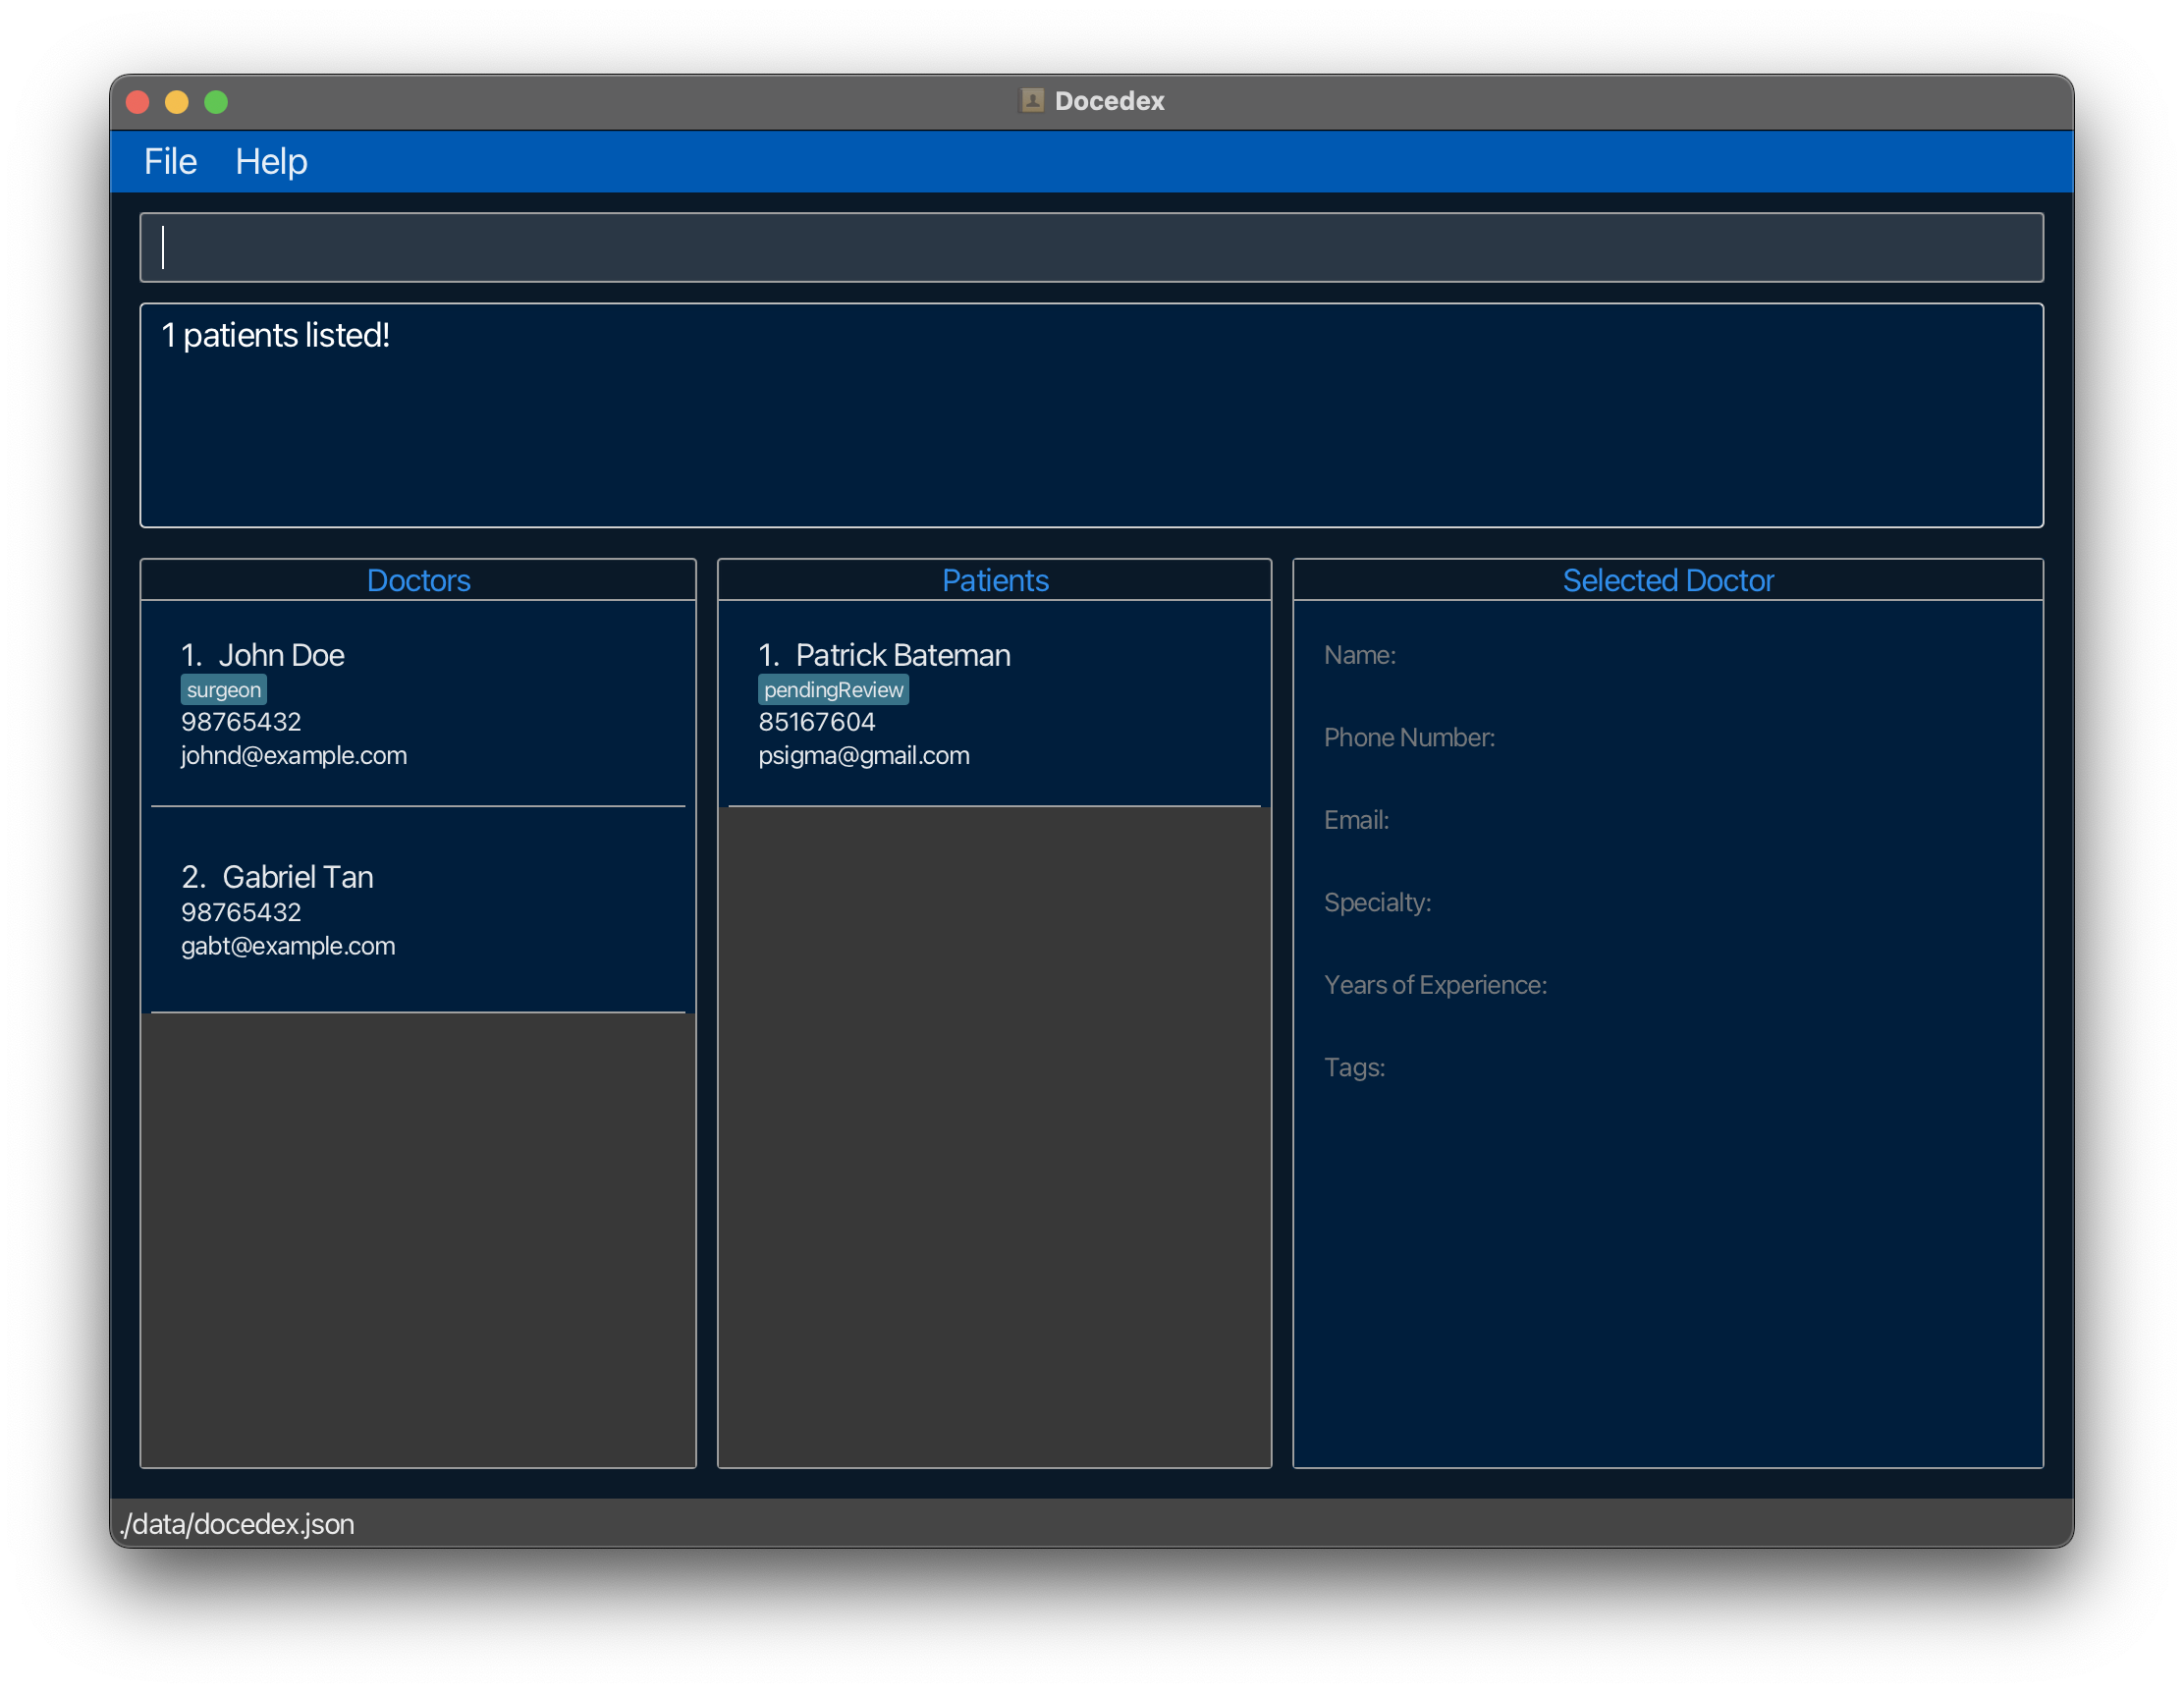 Docedex
File Help
1 patients listed!
Doctors
1. John Doe
surgeon
98765432
johnd@example.com
2. Gabriel Tan
98765432
gabt@example.com
Patients
1. Patrick Bateman
pendingReview
85167604
psigma@gmail.com
Selected Doctor
Name:
Phone Number:
Email:
Specialty:
Years of Experience:
Tags:
./data/docedex.json